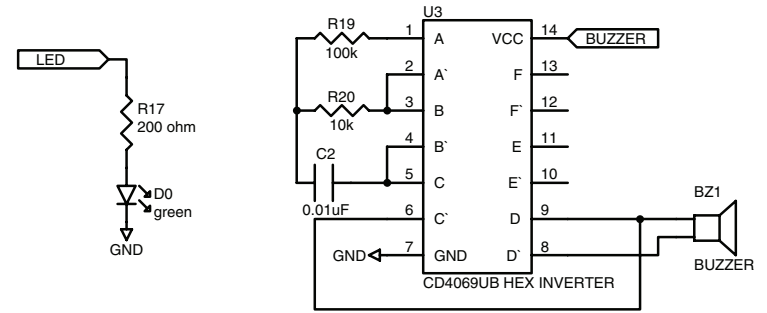 LED
R17
200 ohm
D0
green
GND
U3
R19
100k
R20
10k
C2
0.01uF
GND
1
2
3
4
5
6
7
A
A`
B
B`
C
C`
GND
VCC
F
F`
E
E`
D
D`
14
13
12
11
10
9
8
BUZZER
CD4069UB HEX INVERTER
BZ1
BUZZER